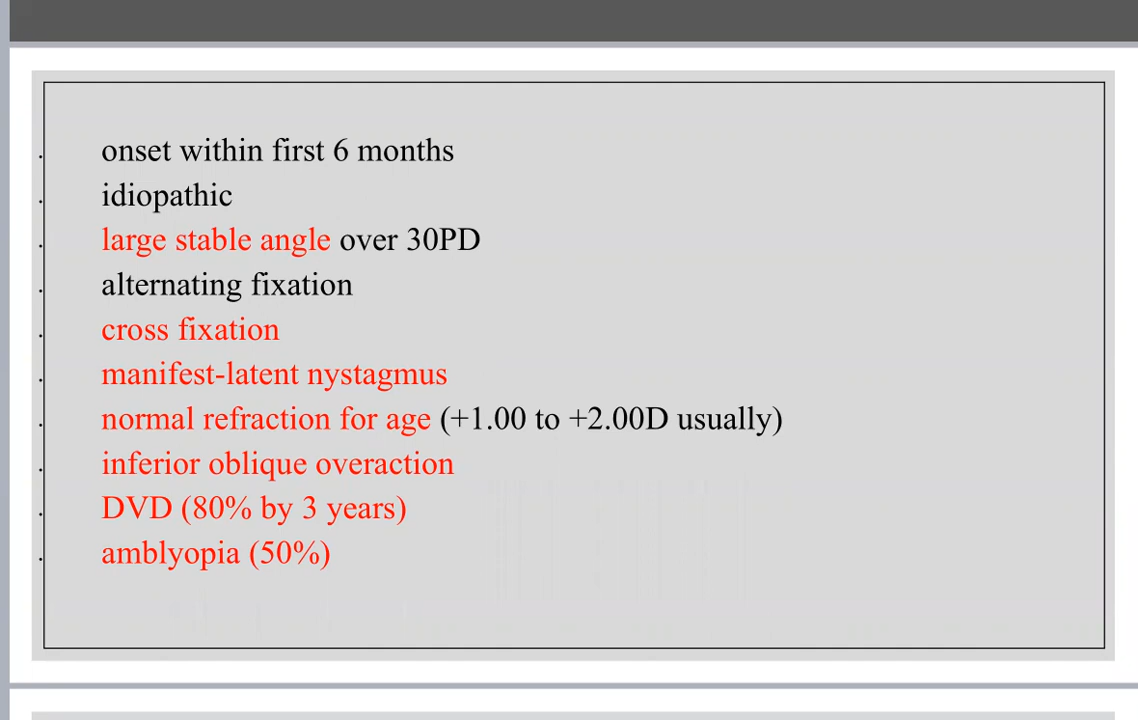 . onset within first 6 months
. idiopathic
. large stable angle over 30PD
. alternating fixation
. cross fixation
. manifest-latent nystagmus
. normal refraction for age (+1.00 to +2.00D usually)
. inferior oblique overaction
. DVD (80% by 3 years)
. amblyopia (50%)